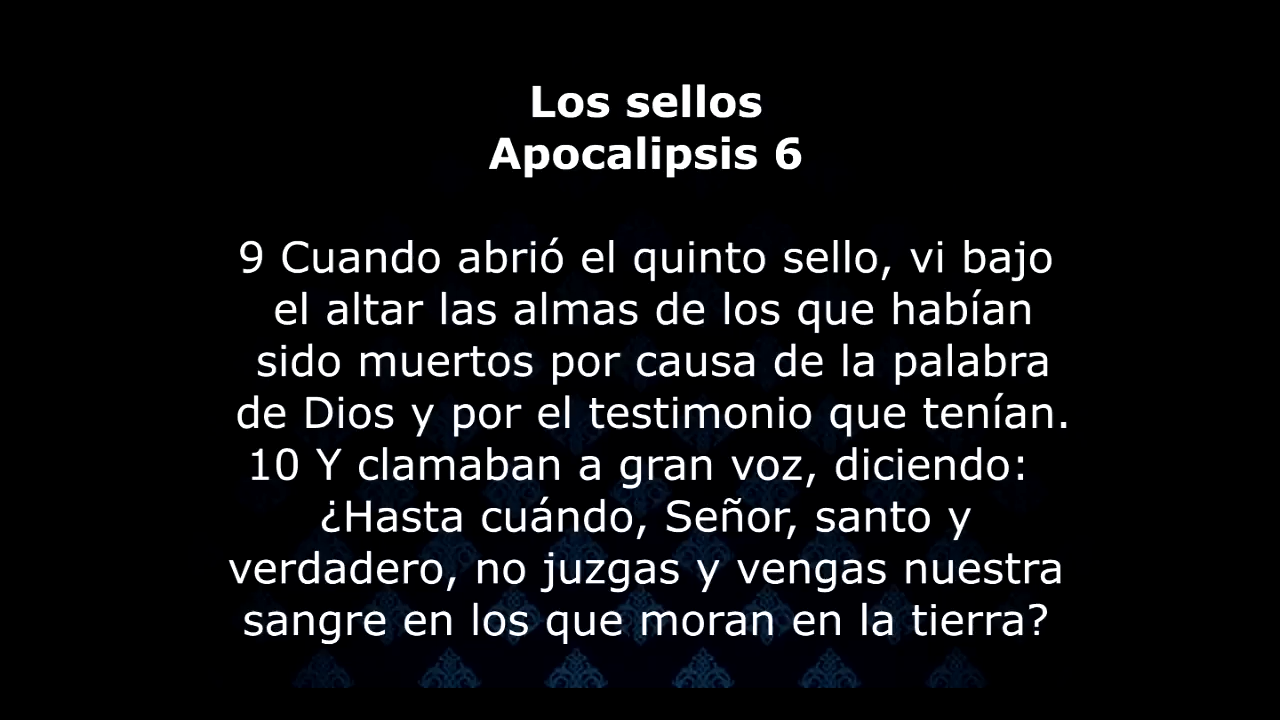 Los sellos
Apocalipsis 6
9 Cuando abrió el quinto sello, vi bajo
el altar las almas de los que habían
sido muertos por causa de la palabra
de Dios y por el testimonio que tenían.
10 Y clamaban a gran voz, diciendo:
¿Hasta cuándo, Señor, santo y
verdadero, no juzgas y vengas nuestra
sangre en los que moran en la tierra?